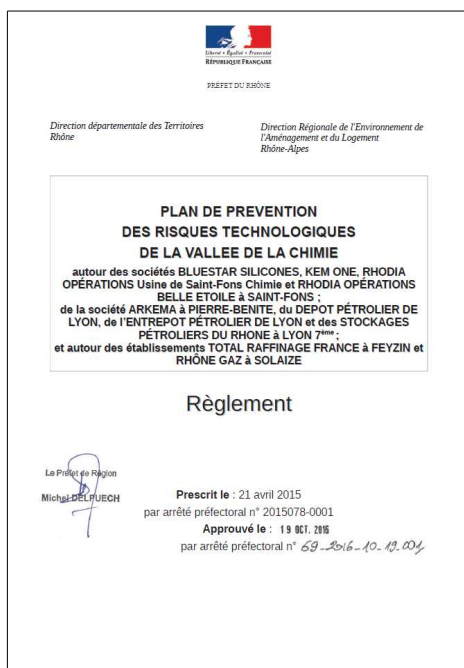 Liberté • Égalité • Fraternité
RÉPUBLIQUE FRANÇAISE
PRÉFET DU RHÔNE
Direction départementale des Territoires
Rhône
Direction Régionale de l'Environnement de
l'Aménagement et du Logement
Rhône-Alpes
PLAN DE PREVENTION
DES RISQUES TECHNOLOGIQUES
DE LA VALLEE DE LA CHIMIE
autour des sociétés BLUESTAR SILICONES, KEM ONE, RHODIA
OPÉRATIONS Usine de Saint-Fons Chimie et RHODIA OPÉRATIONS
BELLE ETOILE à SAINT-FONS ;
de la société ARKEMA à PIERRE-BENITE, du DEPOT PÉTROLIER DE
LYON, de l'ENTREPOT PÉTROLIER DE LYON et des STOCKAGES
PÉTROLIERS DU RHONE à LYON 7ème ;
et autour des établissements TOTAL RAFFINAGE FRANCE à FEYZIN et
RHÔNE GAZ à SOLAIZE
Règlement
Le Préfet de Région
Michel DELPUECH
Prescrit le : 21 avril 2015
par arrêté préfectoral n° 2015078-0001
Approuvé le : 19 OCT. 2016
par arrêté préfectoral n° 69_2016_10_19_001